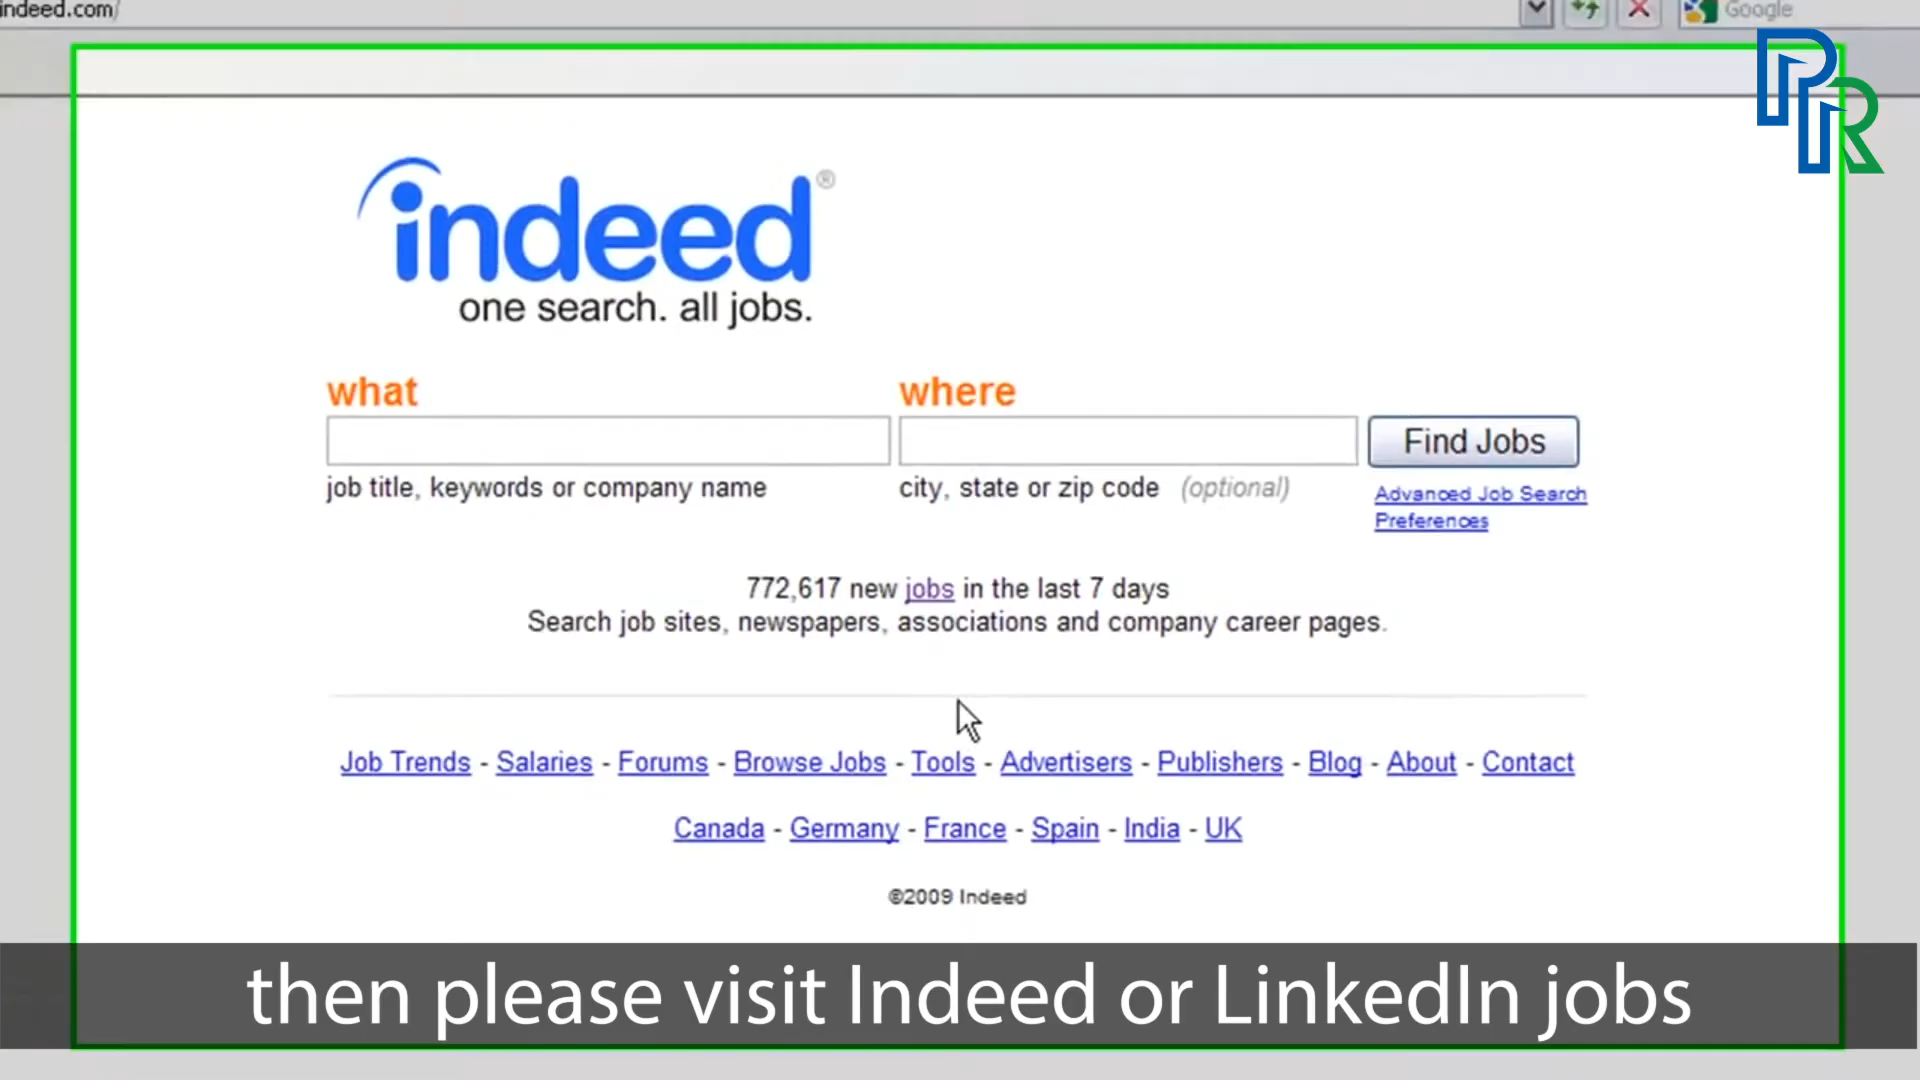 indeed.com/
Google
PR
indeed®
one search. all jobs.
what
where
Find Jobs
job title, keywords or company name
city, state or zip code (optional)
Advanced Job Search
Preferences
772,617 new jobs in the last 7 days
Search job sites, newspapers, associations and company career pages.
Job Trends - Salaries - Forums - Browse Jobs - Tools - Advertisers - Publishers - Blog - About - Contact
Canada - Germany - France - Spain - India - UK
©2009 Indeed
then please visit Indeed or LinkedIn jobs